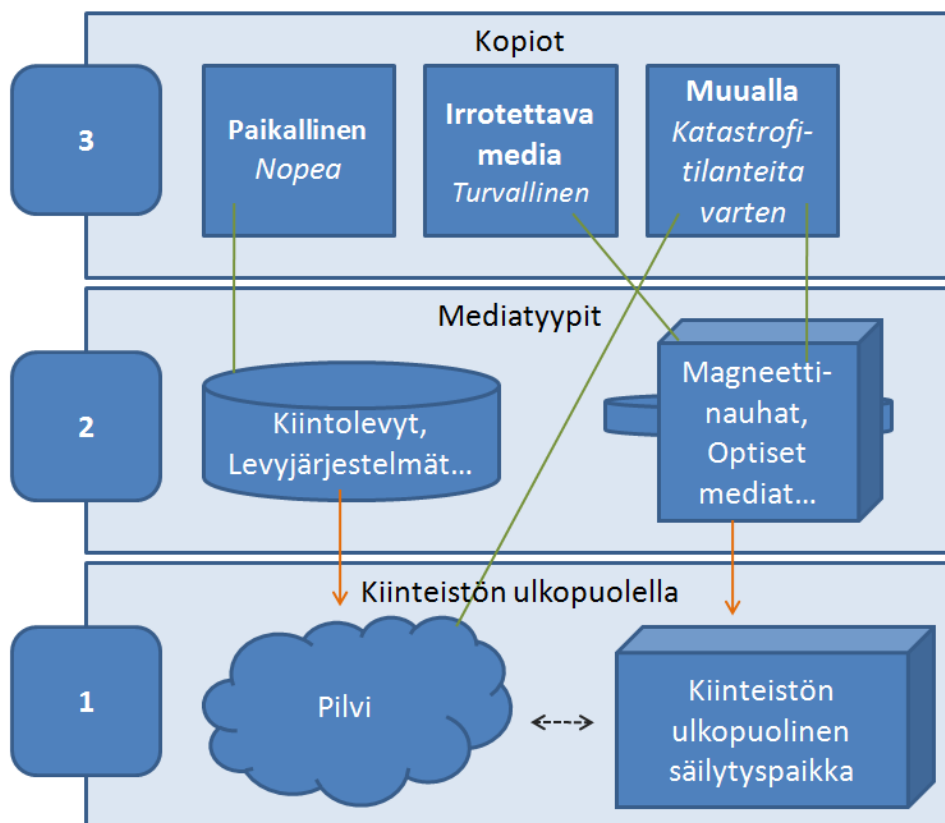 Kopiot
3
Paikallinen
Nopea
Irrotettava
media
Turvallinen
Muualla
Katastrofi-
tilanteita
varten
Mediatyypit
2
Kiintolevyt,
Levyjärjestelmät...
Magneetti-
nauhat,
Optiset
mediat...
Kiinteistön ulkopuolella
1
Pilvi
Kiinteistön
ulkopuolinen
säilytyspaikka